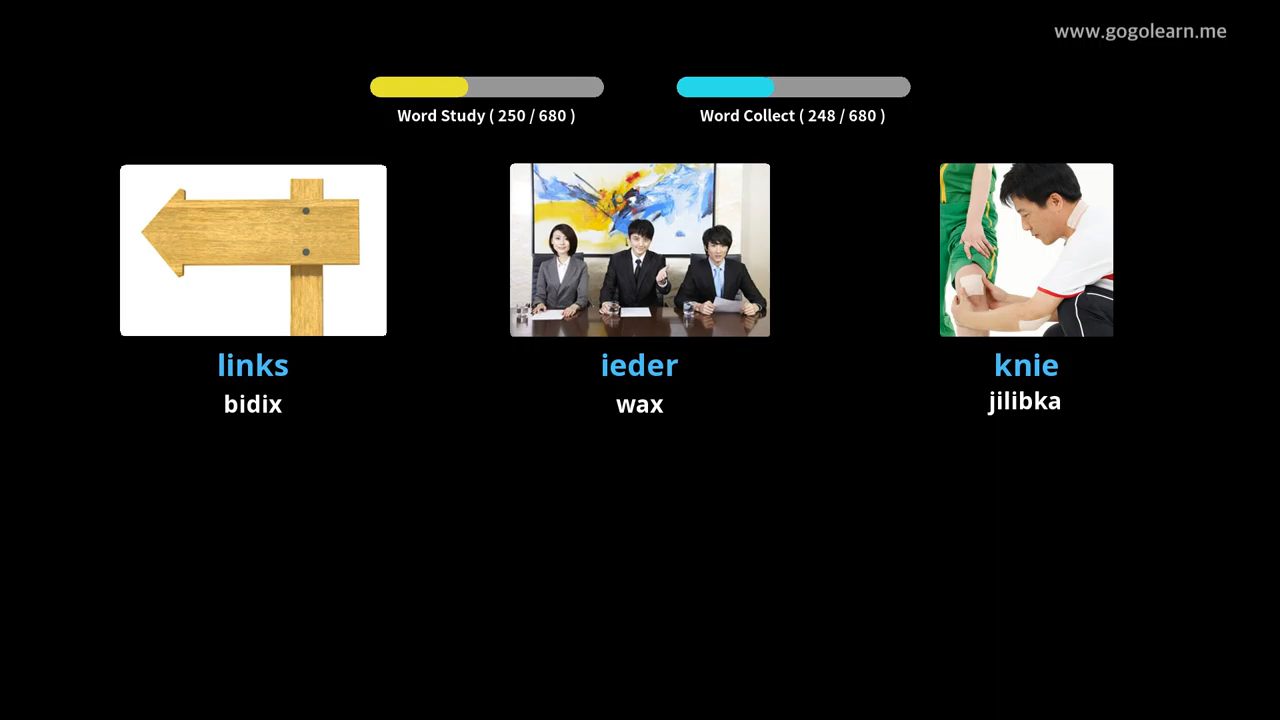 www.gogolearn.me
Word Study ( 250 / 680 )
Word Collect ( 248 / 680 )
links
bidix
ieder
wax
knie
jilibka